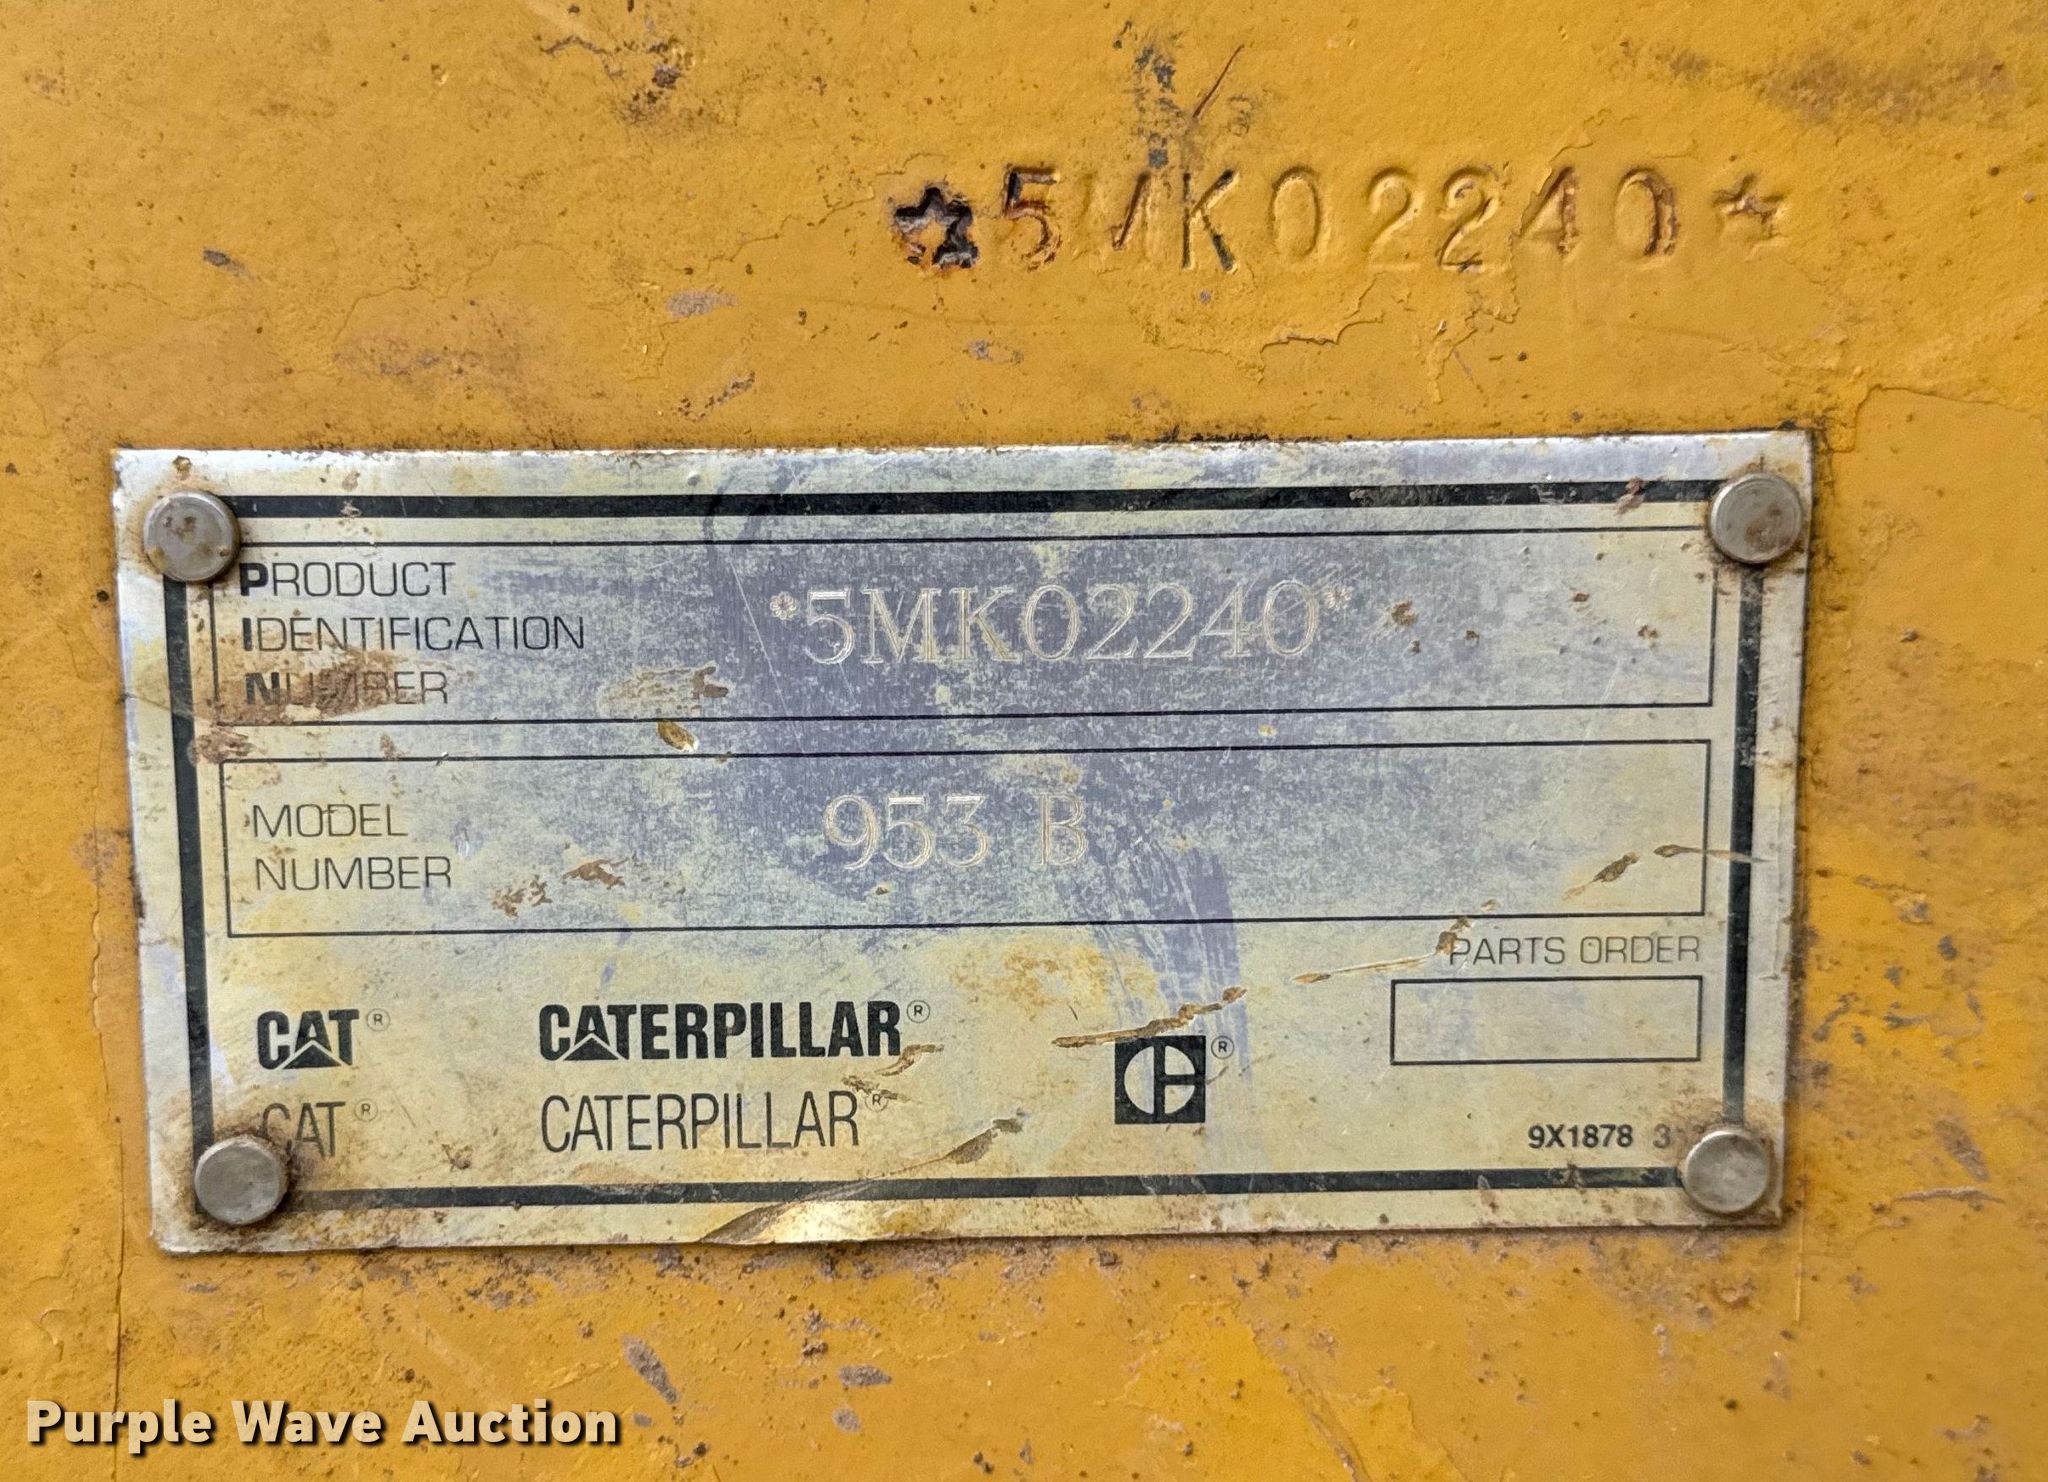 ☆5MK02240☆
PRODUCT
IDENTIFICATION
NUMBER
*5MK02240*
MODEL
NUMBER
953 B
PARTS ORDER
CAT® CATERPILLAR® ®
CAT® CATERPILLAR®
9X1878
Purple Wave Auction